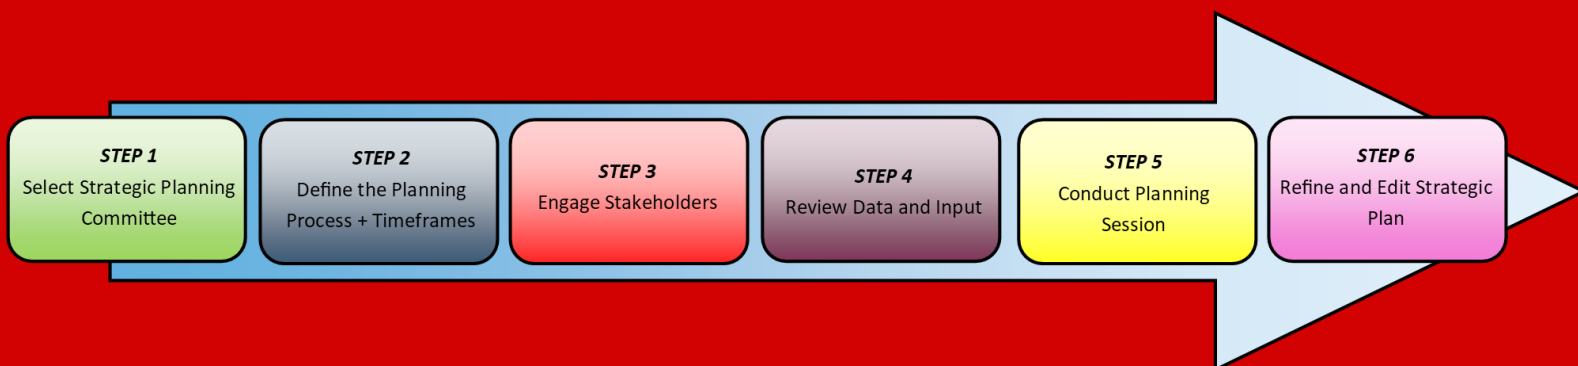 STEP 1
Select Strategic Planning
Committee
STEP 2
Define the Planning
Process + Timeframes
STEP 3
Engage Stakeholders
STEP 4
Review Data and Input
STEP 5
Conduct Planning
Session
STEP 6
Refine and Edit Strategic
Plan